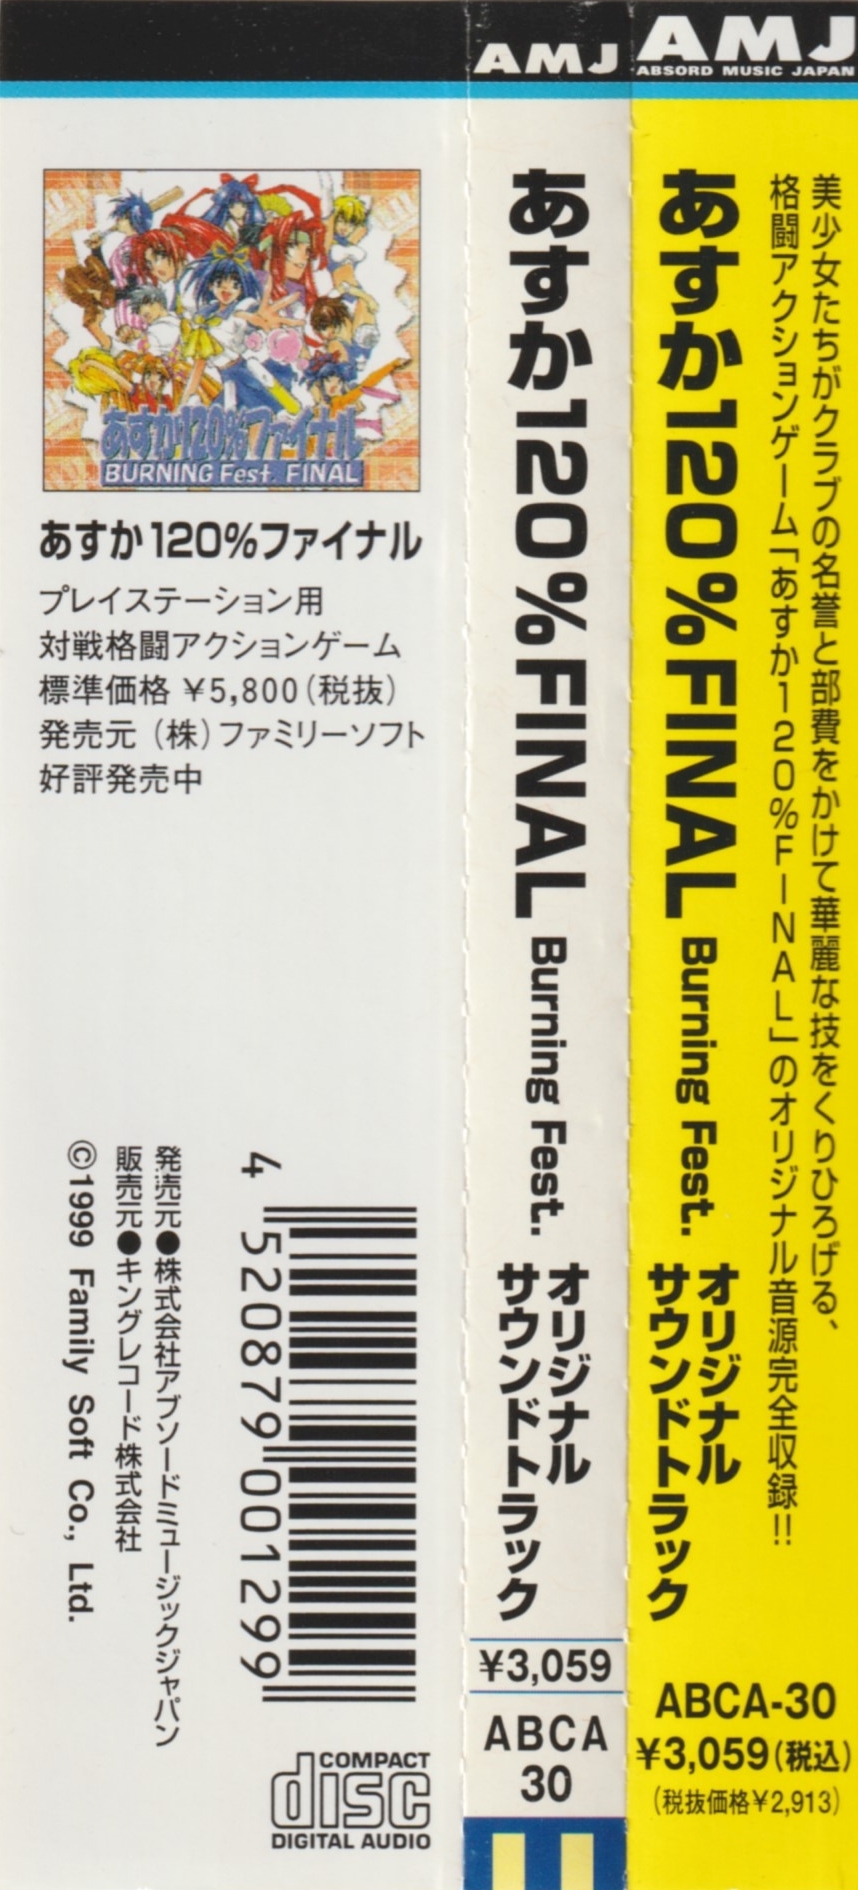 AMJ
ABSORD MUSIC JAPAN
美少女たちがクラブの名誉と部費をかけて華麗な技をくりひろげる、
格闘アクションゲーム「あすか120%FINAL」のオリジナル音源完全収録!!
あすか120%FINAL Burning Fest.
オリジナル
サウンドトラック
ABCA-30
¥3,059(税込)
(税抜価格¥2,913)
AMJ
あすか120%FINAL Burning Fest.
オリジナル
サウンドトラック
¥3,059
ABCA
30
あすか120%ファイナル
BURNING Fest. FINAL
あすか120%ファイナル
プレイステーション用
対戦格闘アクションゲーム
標準価格 ¥5,800(税抜)
発売元 (株)ファミリーソフト
好評発売中
4 520879 001299
発売元●株式会社アブソードミュージックジャパン
販売元●キングレコード株式会社
©1999 Family Soft Co., Ltd.
COMPACT
disc
DIGITAL AUDIO